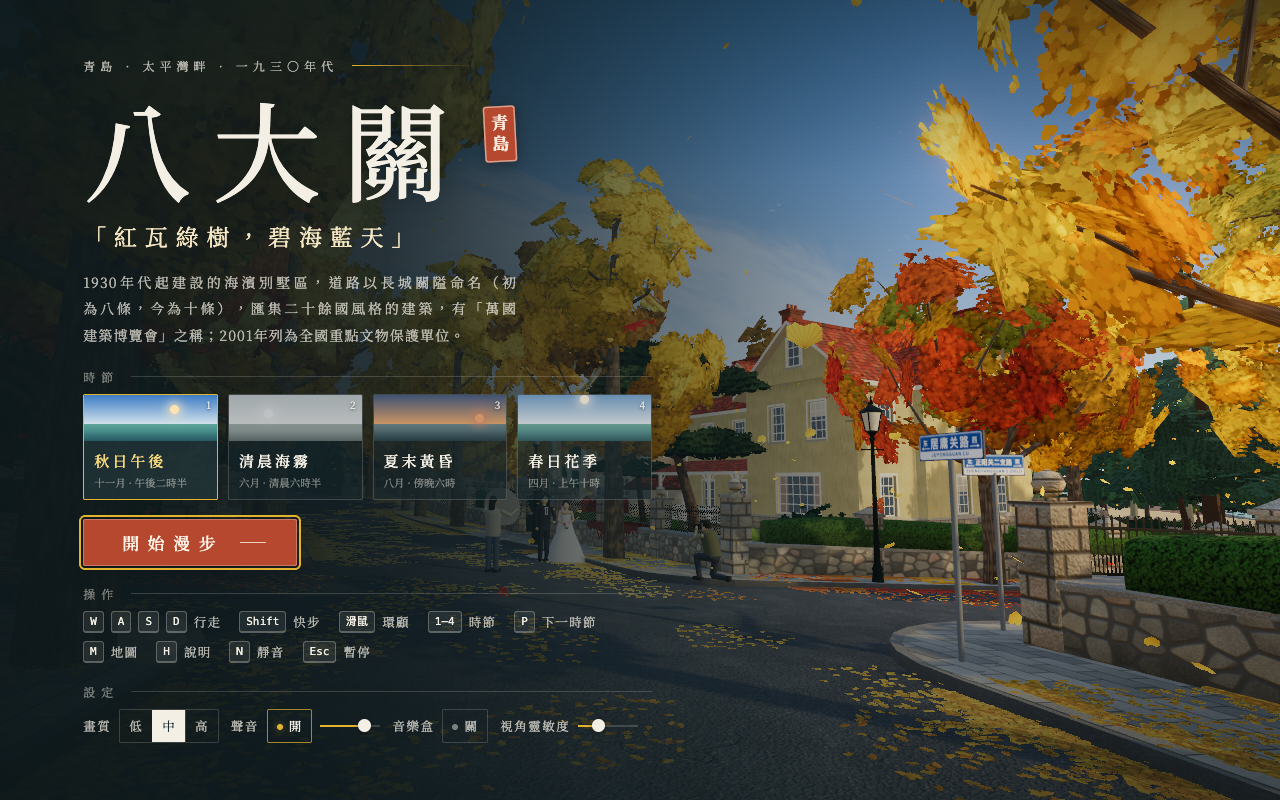 青島 · 太平灣畔 · 一九三〇年代
八大關
青島
「紅瓦綠樹，碧海藍天」
1930年代起建設的海濱別墅區，道路以長城關隘命名（初
為八條，今為十條），匯集二十餘國風格的建築，有「萬國
建築博覽會」之稱；2001年列為全國重點文物保護單位。
時節
1
2
3
4
秋日午後
清晨海霧
夏末黃昏
春日花季
十一月 · 午後二時半
六月 · 清晨六時半
八月 · 傍晚六時
四月 · 上午十時
东 居庸关路 西
JUYONGGUAN LU
开始漫步
操作
W A S D 行走 Shift 快步 滑鼠 環顧 1–4 時節 P 下一時節
M 地圖 H 說明 N 靜音 Esc 暫停
設定
畫質 低 中 高 聲音 開 音樂盒 關 視角靈敏度